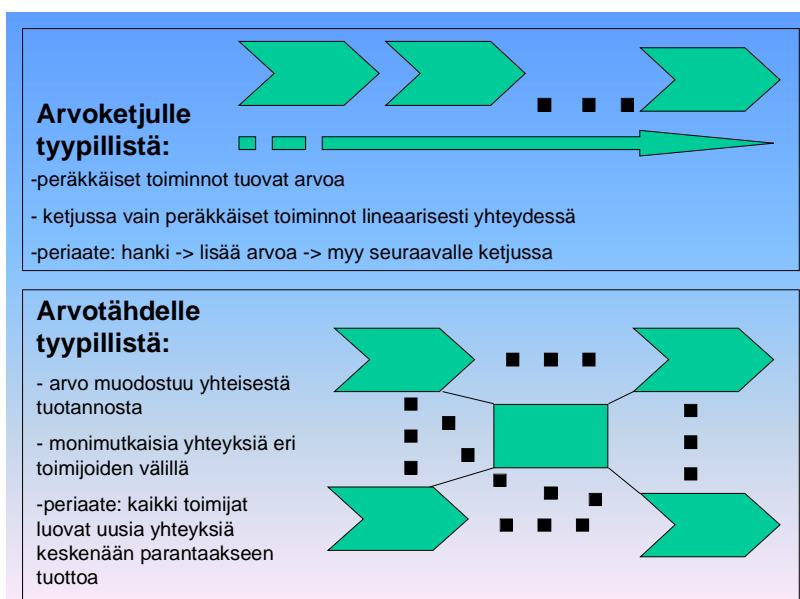 Arvoketjulle
tyypillistä:
-peräkkäiset toiminnot tuovat arvoa
- ketjussa vain peräkkäiset toiminnot lineaarisesti yhteydessä
-periaate: hanki -> lisää arvoa -> myy seuraavalle ketjussa
Arvotähdelle
tyypillistä:
- arvo muodostuu yhteisestä
tuotannosta
- monimutkaisia yhteyksiä eri
toimijoiden välillä
-periaate: kaikki toimijat
luovat uusia yhteyksiä
keskenään parantaakseen
tuottoa